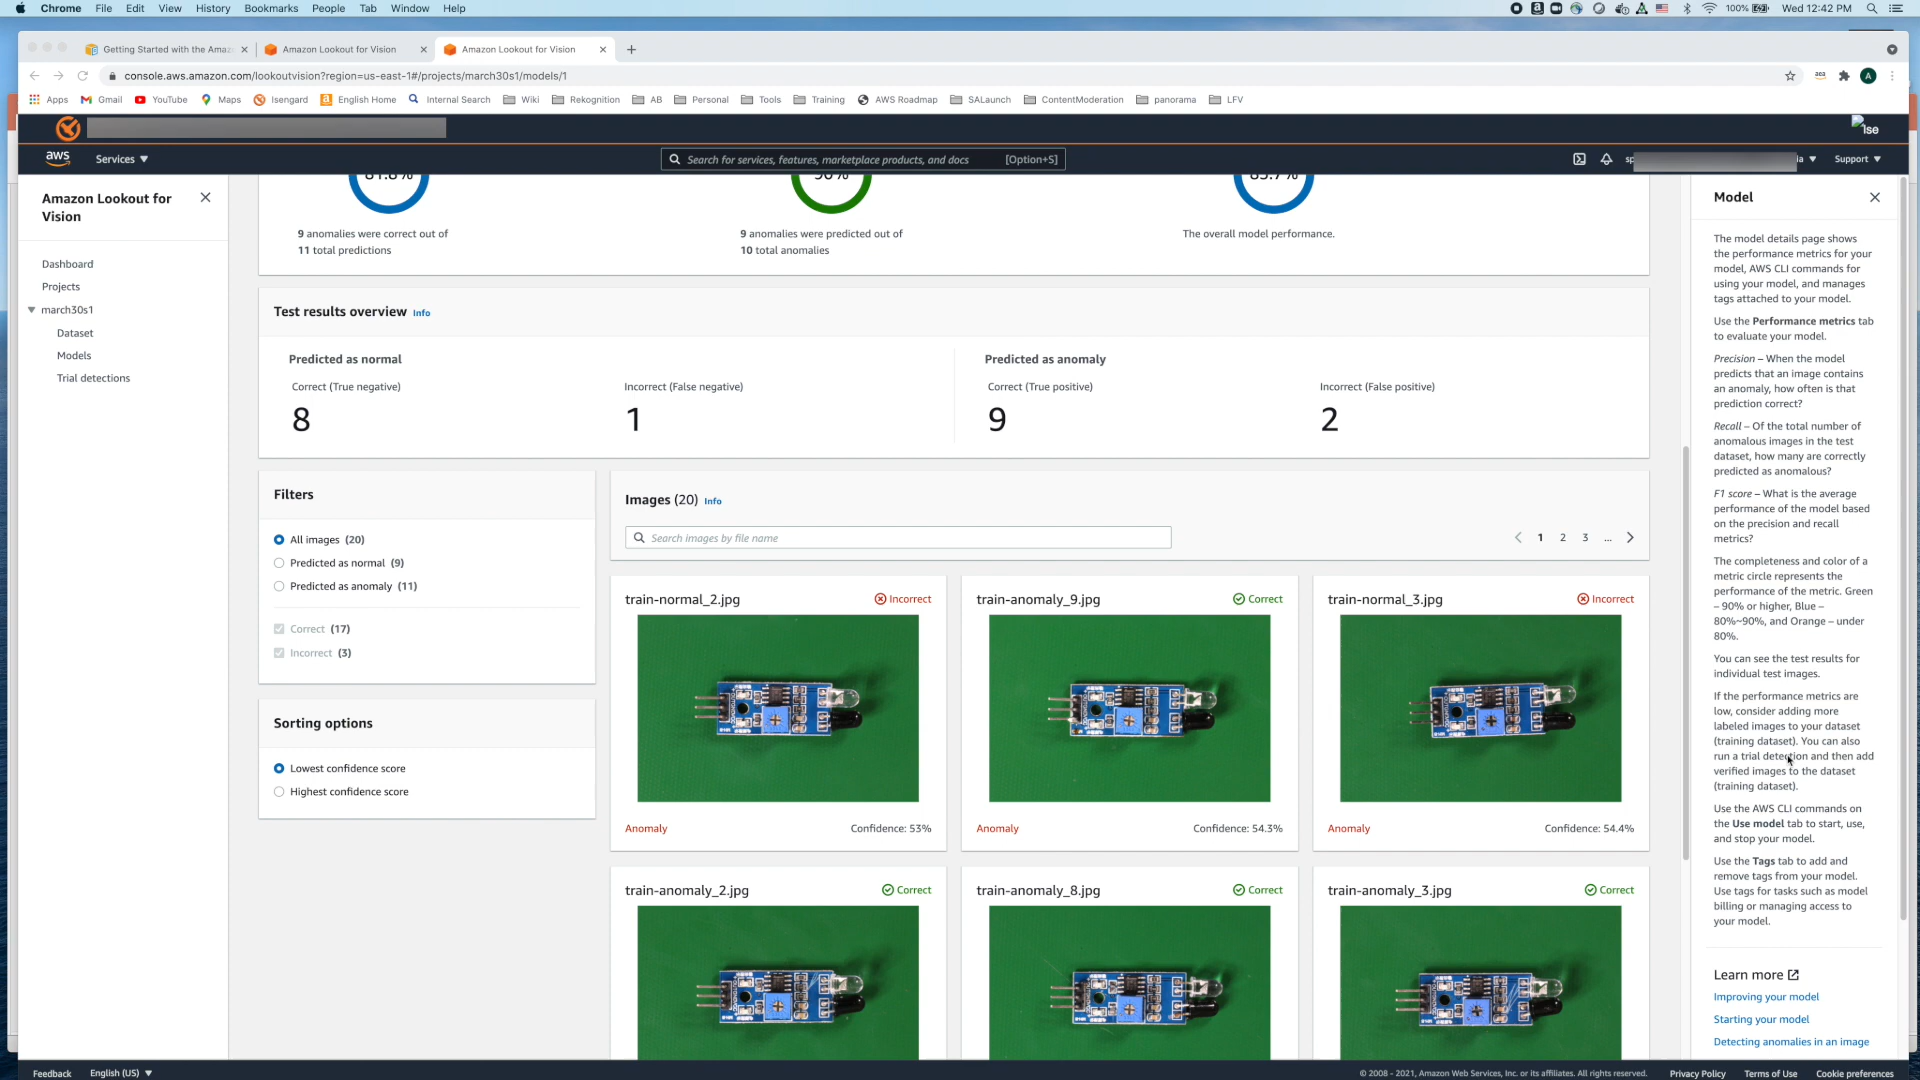 Chrome File Edit View History Bookmarks People Tab Window Help 100% Wed 12:42 PM
Getting Started with the Amaz Amazon Lookout for Vision Amazon Lookout for Vision
console.aws.amazon.com/lookoutvision?region=us-east-1#/projects/march30s1/models/1
Apps Gmail YouTube Maps Isengard English Home Internal Search Wiki Rekognition AB Personal Tools Training AWS Roadmap SALaunch ContentModeration panorama LFV
aws Services Search for services, features, marketplace products, and docs [Option+S] Support
Amazon Lookout for
Vision
Dashboard
Projects
march30s1
Dataset
Models
Trial detections
81.8% 90% 85.7%
9 anomalies were correct out of
11 total predictions
9 anomalies were predicted out of
10 total anomalies
The overall model performance.
Test results overview Info
Predicted as normal
Correct (True negative) Incorrect (False negative)
8 1
Predicted as anomaly
Correct (True positive) Incorrect (False positive)
9 2
Filters
All images (20)
Predicted as normal (9)
Predicted as anomaly (11)
Correct (17)
Incorrect (3)
Sorting options
Lowest confidence score
Highest confidence score
Images (20) Info
Search images by file name
1 2 3 ...
train-normal_2.jpg Incorrect
Anomaly Confidence: 53%
train-anomaly_9.jpg Correct
Anomaly Confidence: 54.3%
train-normal_3.jpg Incorrect
Anomaly Confidence: 54.4%
train-anomaly_2.jpg Correct
train-anomaly_8.jpg Correct
train-anomaly_3.jpg Correct
Model
The model details page shows
the performance metrics for your
model, AWS CLI commands for
using your model, and manages
tags attached to your model.
Use the Performance metrics tab
to evaluate your model.
Precision – When the model
predicts that an image contains
an anomaly, how often is that
prediction correct?
Recall – Of the total number of
anomalous images in the test
dataset, how many are correctly
predicted as anomalous?
F1 score – What is the average
performance of the model based
on the precision and recall
metrics?
The completeness and color of a
metric circle represents the
performance of the metric. Green
– 90% or higher, Blue –
80%~90%, and Orange – under
80%.
You can see the test results for
individual test images.
If the performance metrics are
low, consider adding more
labeled images to your dataset
(training dataset). You can also
run a trial detection and then add
verified images to the dataset
(training dataset).
Use the AWS CLI commands on
the Use model tab to start, use,
and stop your model.
Use the Tags tab to add and
remove tags from your model.
Use tags for tasks such as model
billing or managing access to
your model.
Learn more
Improving your model
Starting your model
Detecting anomalies in an image
Feedback English (US) © 2008 - 2021, Amazon Web Services, Inc. or its affiliates. All rights reserved. Privacy Policy Terms of Use Cookie preferences